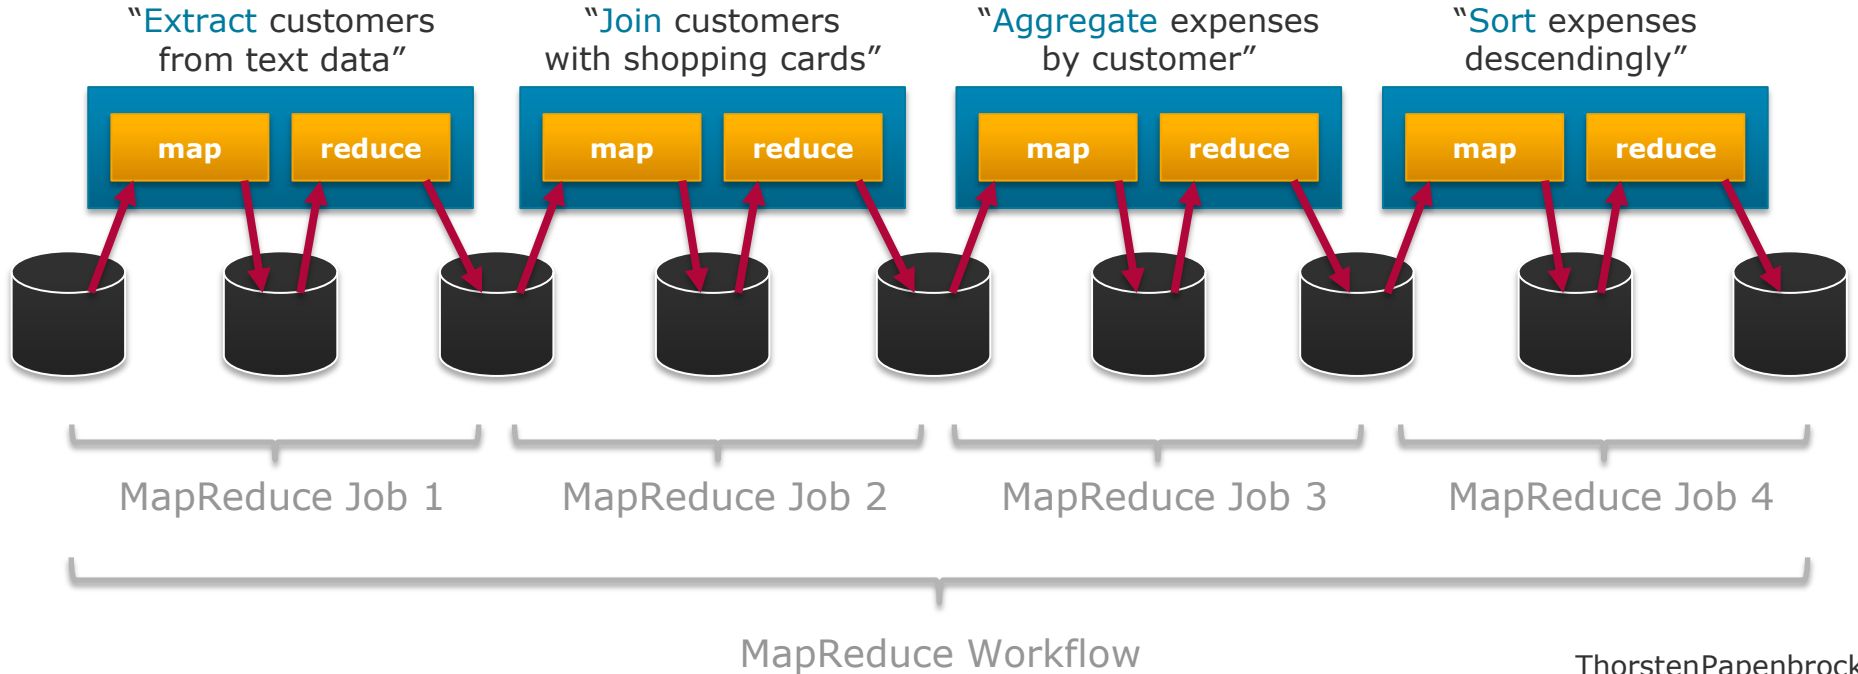 “Extract customers
from text data”
“Join customers
with shopping cards”
“Aggregate expenses
by customer”
“Sort expenses
descendingly”
map reduce map reduce map reduce map reduce
MapReduce Job 1 MapReduce Job 2 MapReduce Job 3 MapReduce Job 4
MapReduce Workflow
ThorstenPapenbrock